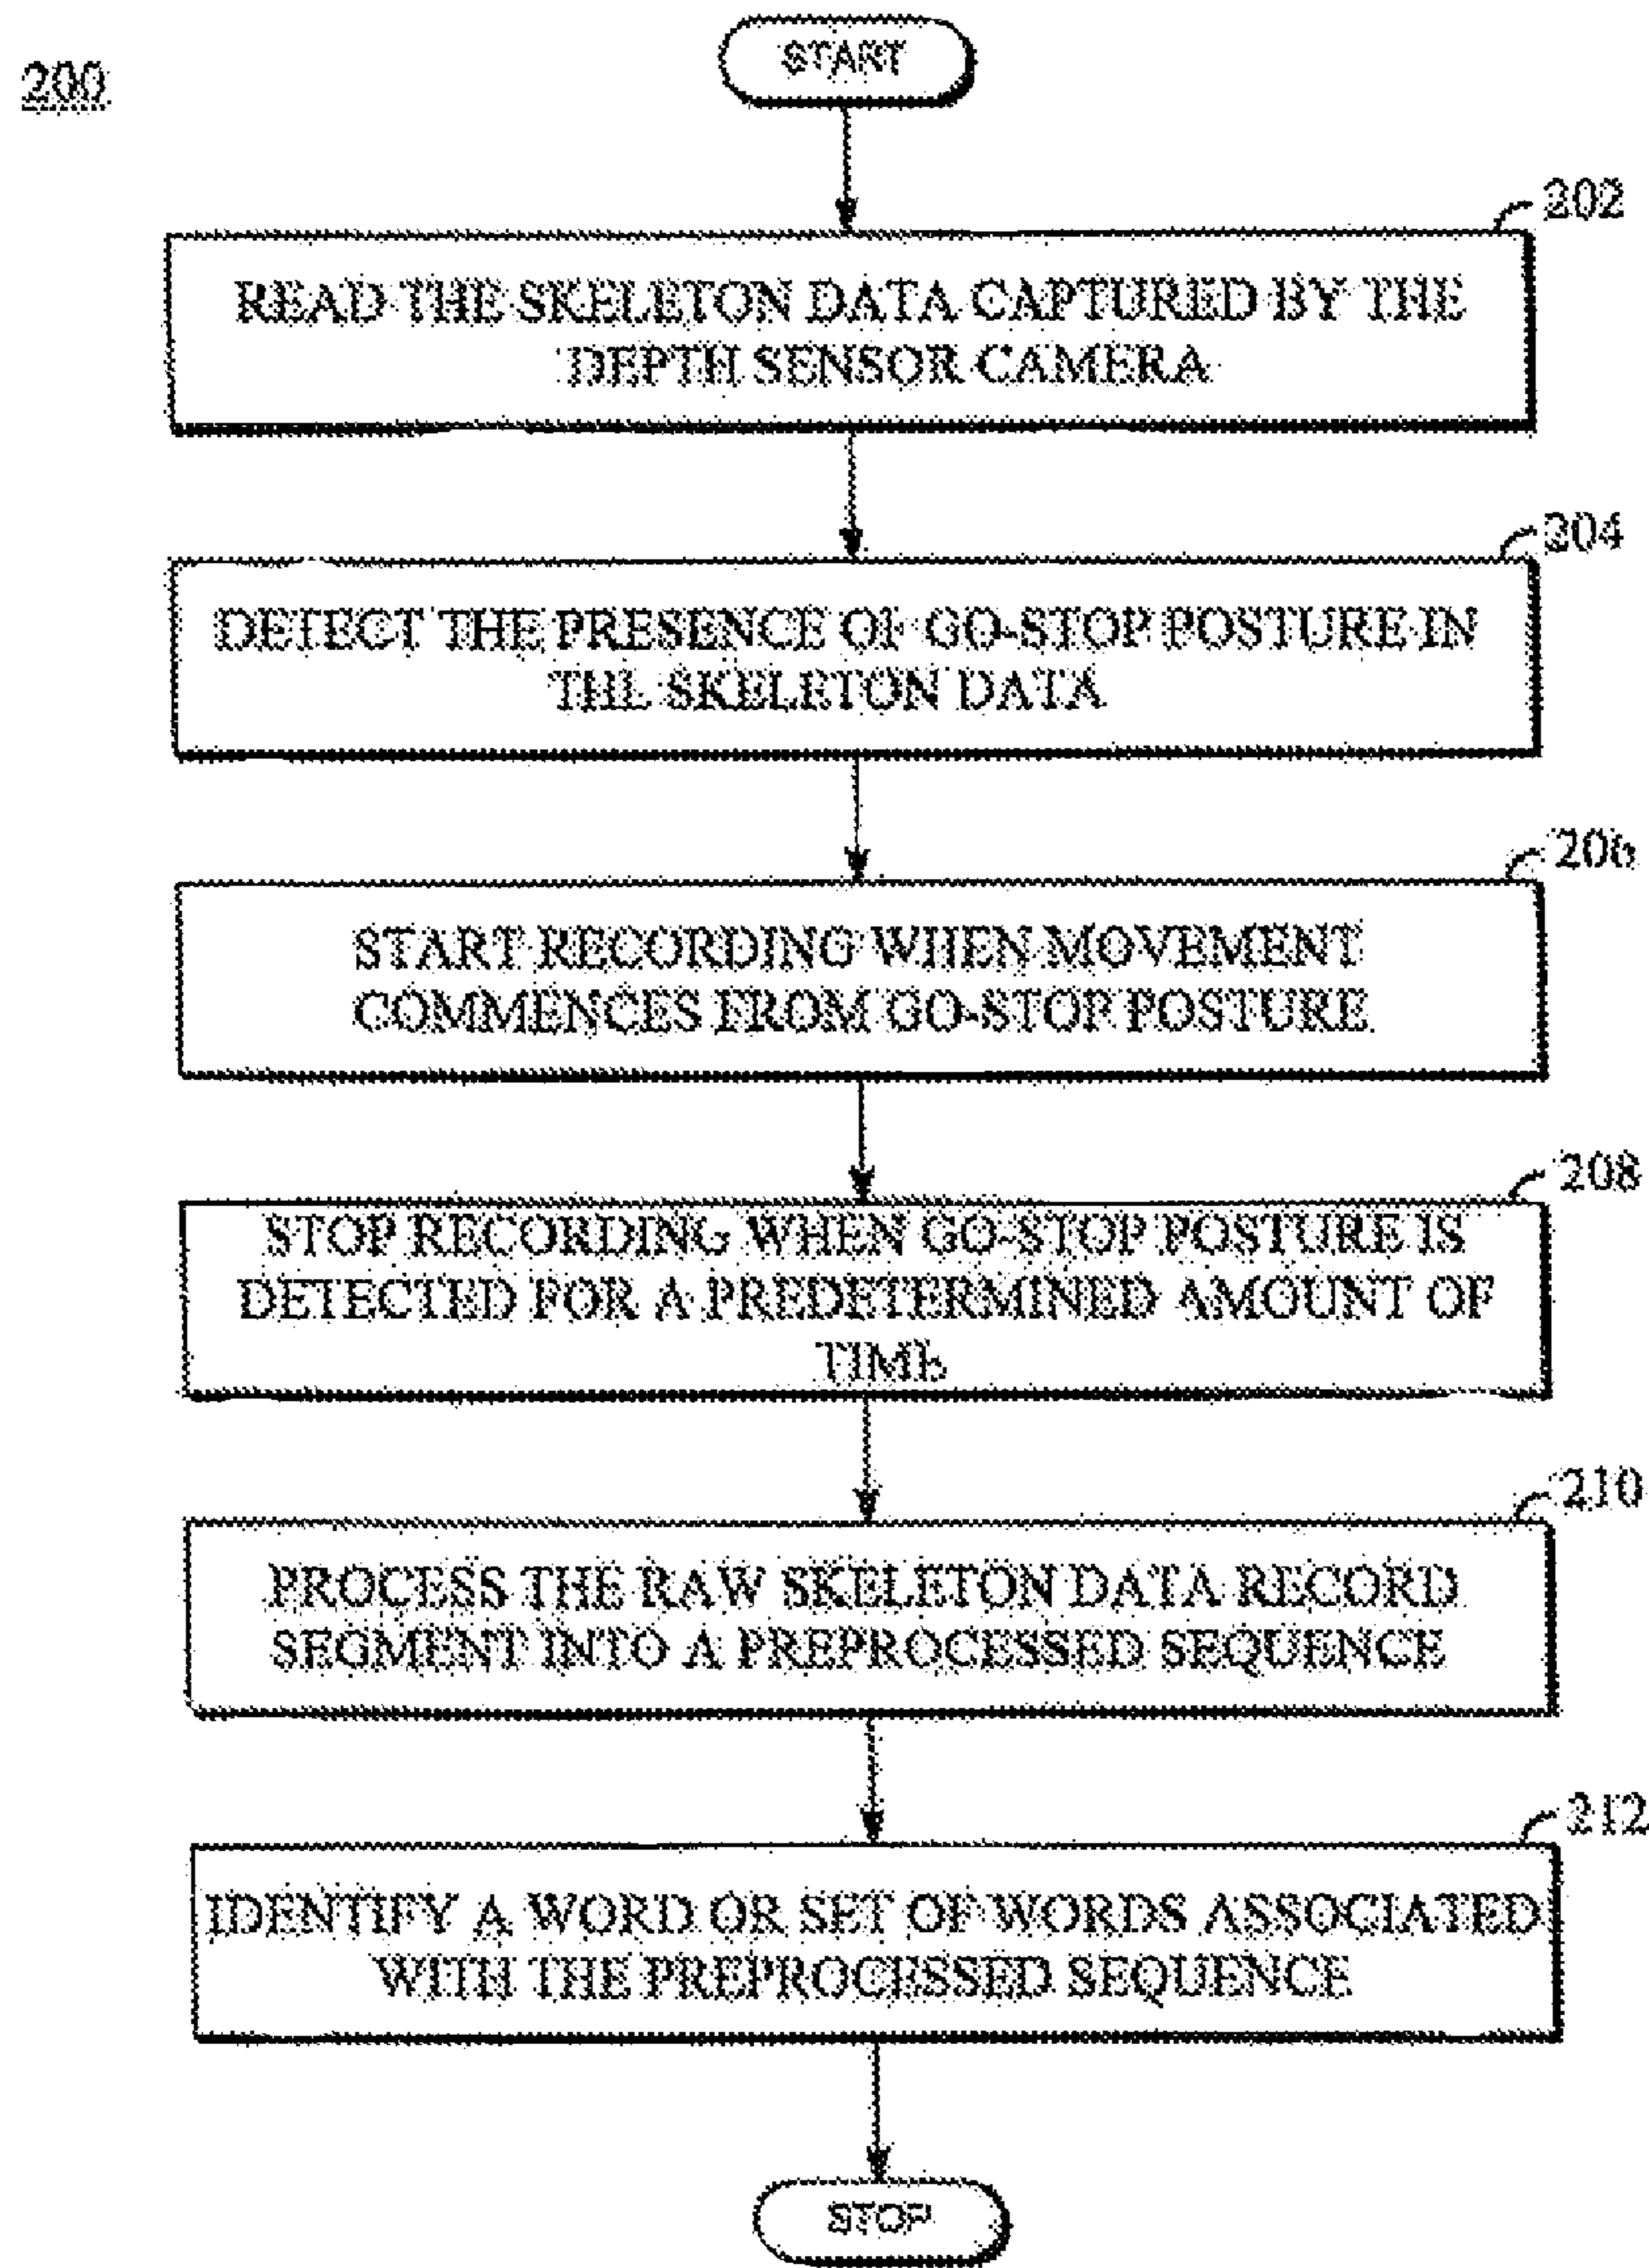 200
START
202
READ THE SKELETON DATA CAPTURED BY THE
DEPTH SENSOR CAMERA
204
DETECT THE PRESENCE OF GO-STOP POSTURE IN
THE SKELETON DATA
206
START RECORDING WHEN MOVEMENT
COMMENCES FROM GO-STOP POSTURE
208
STOP RECORDING WHEN GO-STOP POSTURE IS
DETECTED FOR A PREDETERMINED AMOUNT OF
TIME
210
PROCESS THE RAW SKELETON DATA RECORD
SEGMENT INTO A PREPROCESSED SEQUENCE
212
IDENTIFY A WORD OR SET OF WORDS ASSOCIATED
WITH THE PREPROCESSED SEQUENCE
STOP